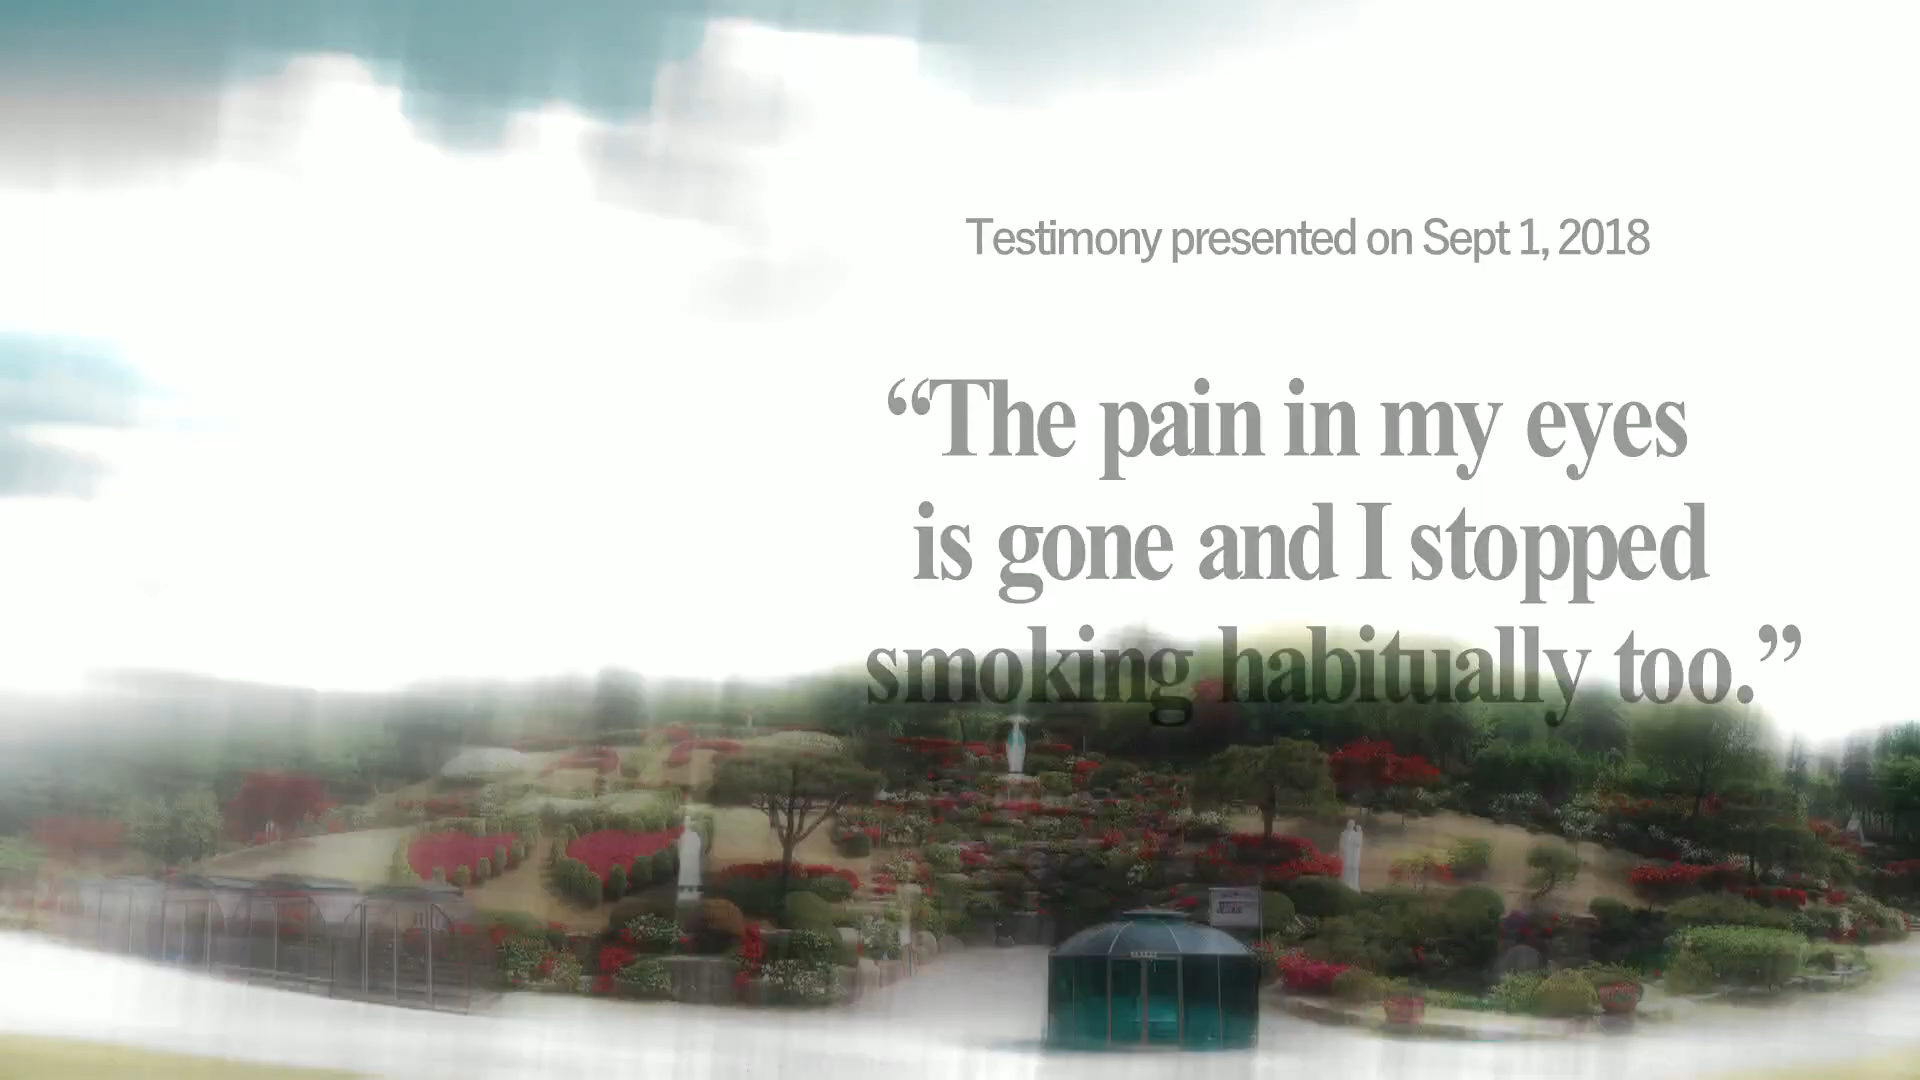 Testimony presented on Sept 1, 2018
“The pain in my eyes
is gone and I stopped
smoking habitually too.”